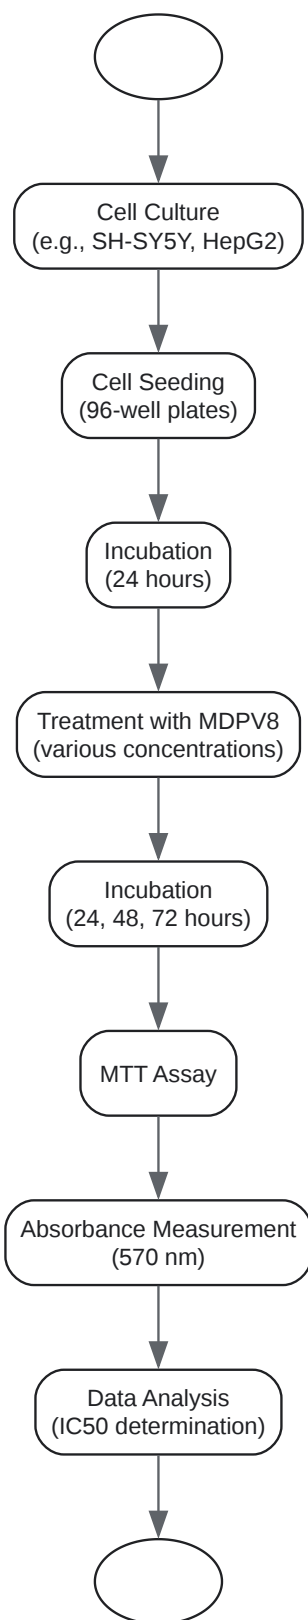 Cell Culture
(e.g., SH-SY5Y, HepG2)
Cell Seeding
(96-well plates)
Incubation
(24 hours)
Treatment with MDPV8
(various concentrations)
Incubation
(24, 48, 72 hours)
MTT Assay
Absorbance Measurement
(570 nm)
Data Analysis
(IC50 determination)